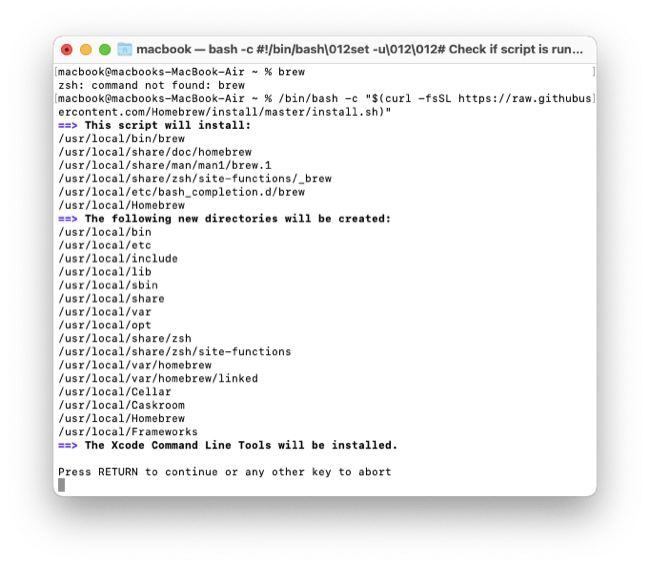 macbook — bash -c #!/bin/bash\012set -u\012\012# Check if script is run...
[macbook@macbooks-MacBook-Air ~ % brew ]
zsh: command not found: brew
[macbook@macbooks-MacBook-Air ~ % /bin/bash -c "$(curl -fsSL https://raw.githubus]
ercontent.com/Homebrew/install/master/install.sh)"
==> This script will install:
/usr/local/bin/brew
/usr/local/share/doc/homebrew
/usr/local/share/man/man1/brew.1
/usr/local/share/zsh/site-functions/_brew
/usr/local/etc/bash_completion.d/brew
/usr/local/Homebrew
==> The following new directories will be created:
/usr/local/bin
/usr/local/etc
/usr/local/include
/usr/local/lib
/usr/local/sbin
/usr/local/share
/usr/local/var
/usr/local/opt
/usr/local/share/zsh
/usr/local/share/zsh/site-functions
/usr/local/var/homebrew
/usr/local/var/homebrew/linked
/usr/local/Cellar
/usr/local/Caskroom
/usr/local/Homebrew
/usr/local/Frameworks
==> The Xcode Command Line Tools will be installed.
Press RETURN to continue or any other key to abort